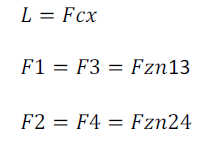 L = Fcx
F1 = F3 = Fzn13
F2 = F4 = Fzn24